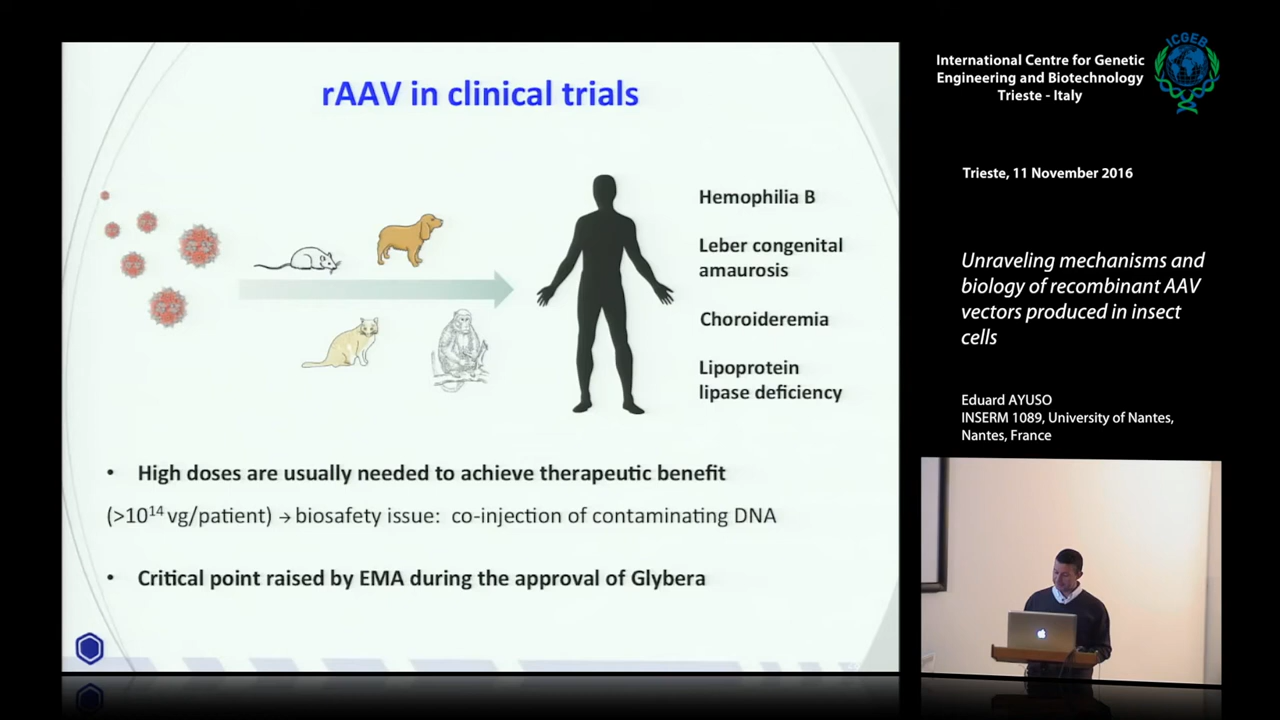 rAAV in clinical trials
Hemophilia B
Leber congenital
amaurosis
Choroideremia
Lipoprotein
lipase deficiency
• High doses are usually needed to achieve therapeutic benefit
(>10¹⁴ vg/patient) → biosafety issue: co-injection of contaminating DNA
• Critical point raised by EMA during the approval of Glybera
International Centre for Genetic
Engineering and Biotechnology
Trieste - Italy
ICGEB
Trieste, 11 November 2016
Unraveling mechanisms and
biology of recombinant AAV
vectors produced in insect
cells
Eduard AYUSO
INSERM 1089, University of Nantes,
Nantes, France